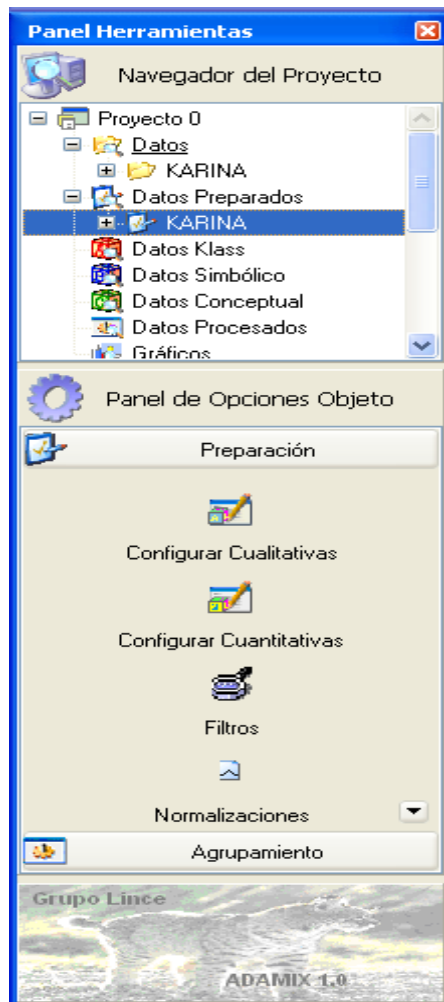 Panel Herramientas
Navegador del Proyecto
Proyecto 0
Datos
KARINA
Datos Preparados
KARINA
Datos Klass
Datos Simbólico
Datos Conceptual
Datos Procesados
Gráficos
Panel de Opciones Objeto
Preparación
Configurar Cualitativas
Configurar Cuantitativas
Filtros
Normalizaciones
Agrupamiento
Grupo Lince
ADAMIX 1.0